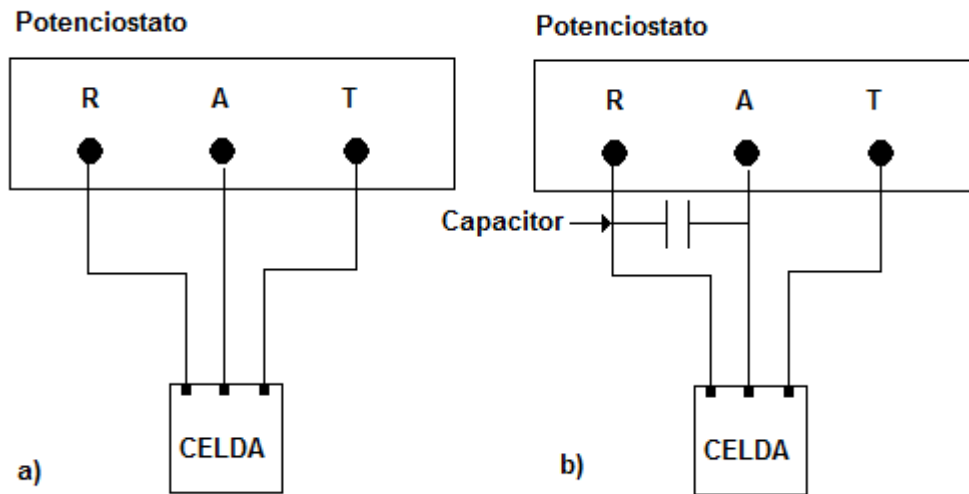 Potenciostato
R A T
CELDA
a)
Potenciostato
R A T
Capacitor
CELDA
b)